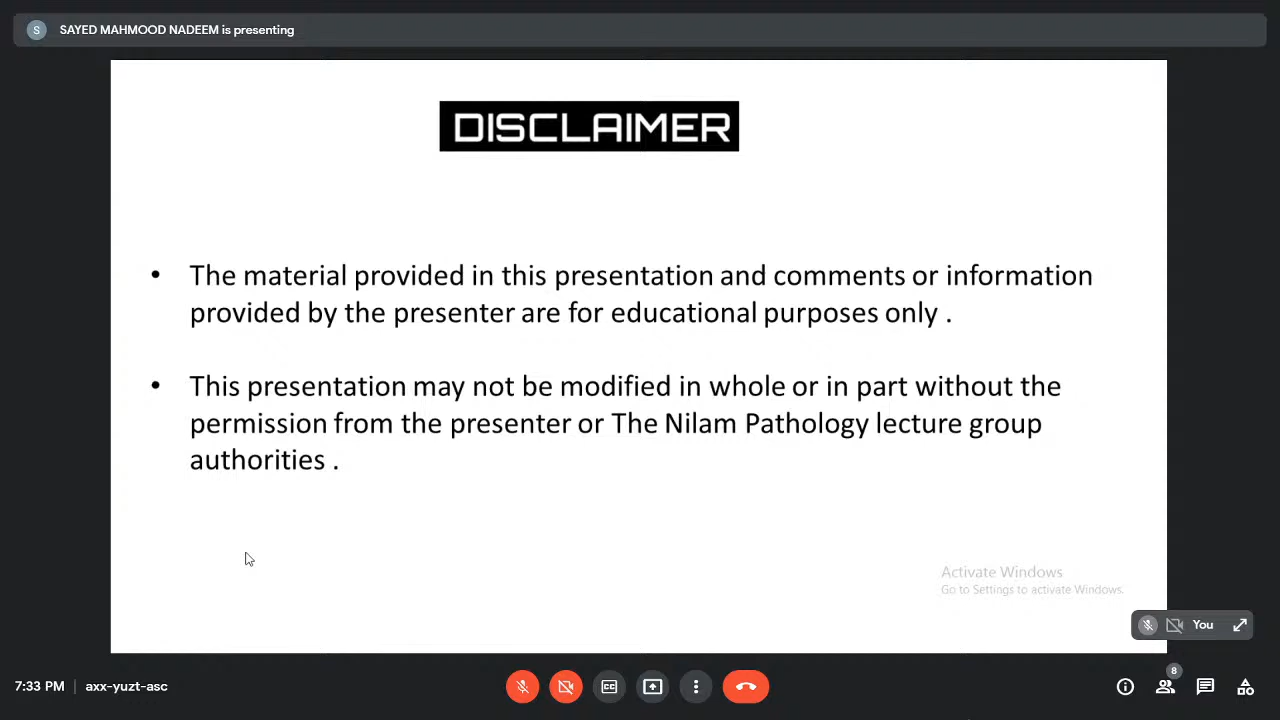 S SAYED MAHMOOD NADEEM is presenting
DISCLAIMER
• The material provided in this presentation and comments or information
provided by the presenter are for educational purposes only .
• This presentation may not be modified in whole or in part without the
permission from the presenter or The Nilam Pathology lecture group
authorities .
Activate Windows
Go to Settings to activate Windows.
You
8
7:33 PM | axx-yuzt-asc
CC